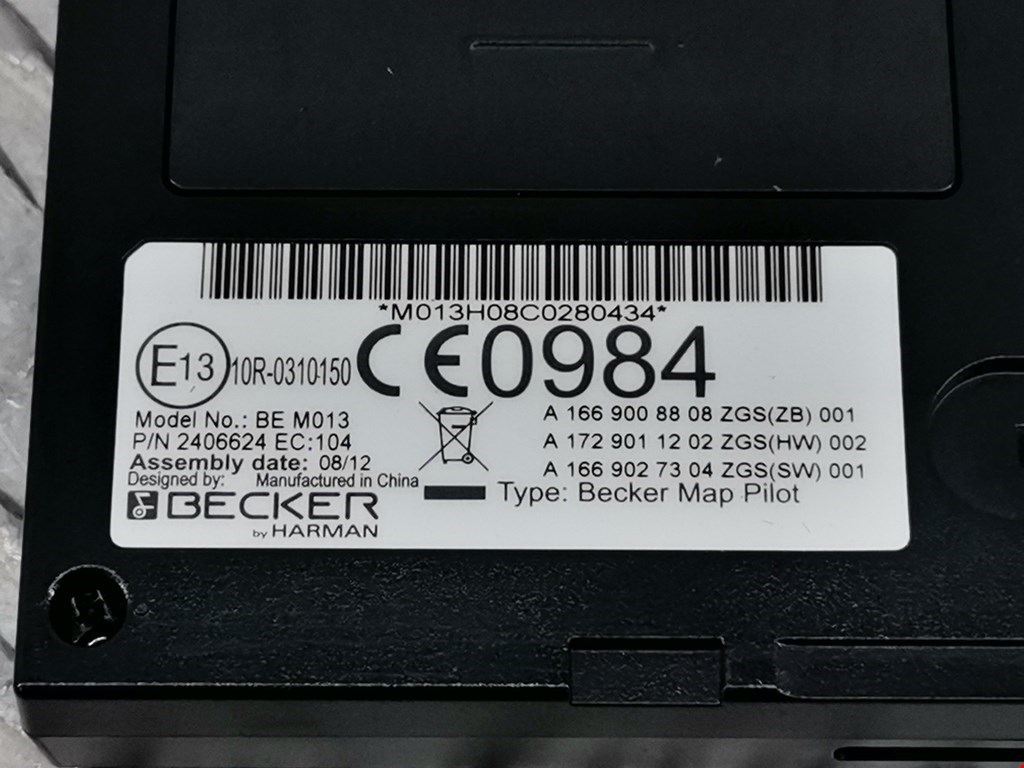 *M013H08C0280434*
E13 10R-0310150 CE0984
Model No.: BE M013
P/N 2406624 EC:104
Assembly date: 08/12
Designed by: Manufactured in China
BECKER
by HARMAN
A 166 900 88 08 ZGS(ZB) 001
A 172 901 12 02 ZGS(HW) 002
A 166 902 73 04 ZGS(SW) 001
Type: Becker Map Pilot